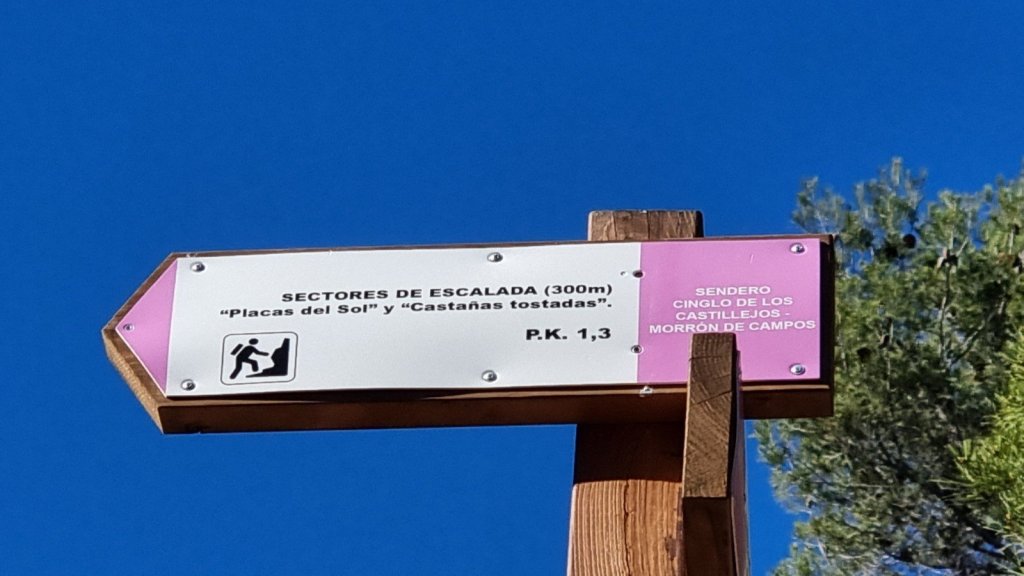 SECTORES DE ESCALADA (300m)
“Placas del Sol” y “Castañas tostadas”.
P.K. 1,3
SENDERO
CINGLO DE LOS
CASTILLEJOS -
MORRÓN DE CAMPOS